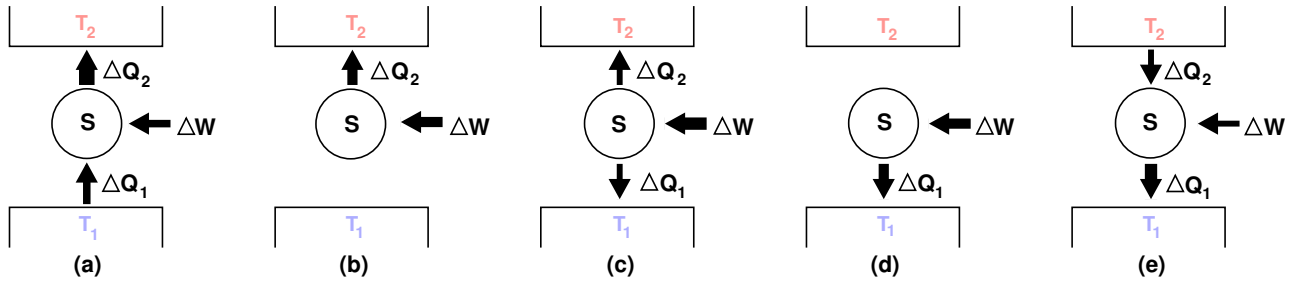 T₂ T₂ T₂ T₂ T₂
△Q₂ △Q₂ △Q₂ △Q₂
S △W S △W S △W S △W S △W
△Q₁ △Q₁ △Q₁ △Q₁
T₁ T₁ T₁ T₁ T₁
(a) (b) (c) (d) (e)